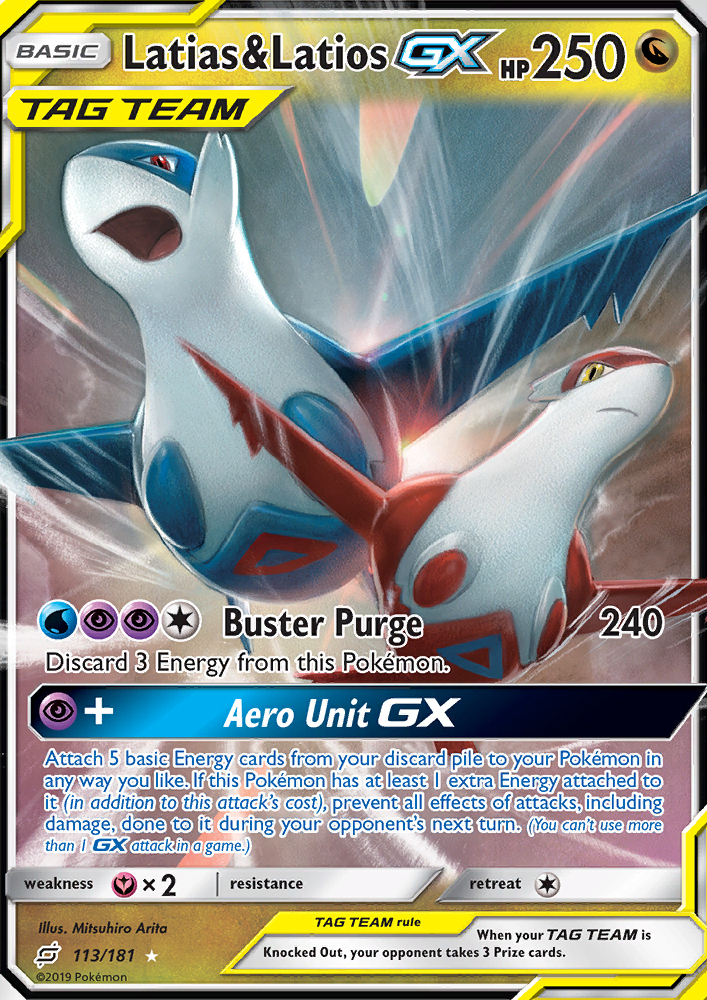 BASIC Latias&Latios GX HP250
TAG TEAM
Buster Purge 240
Discard 3 Energy from this Pokémon.
+ Aero Unit GX
Attach 5 basic Energy cards from your discard pile to your Pokémon in
any way you like. If this Pokémon has at least 1 extra Energy attached to
it (in addition to this attack's cost), prevent all effects of attacks, including
damage, done to it during your opponent's next turn. (You can't use more
than 1 GX attack in a game.)
weakness ×2 resistance retreat
Illus. Mitsuhiro Arita
TAG TEAM rule
When your TAG TEAM is
Knocked Out, your opponent takes 3 Prize cards.
113/181
©2019 Pokémon